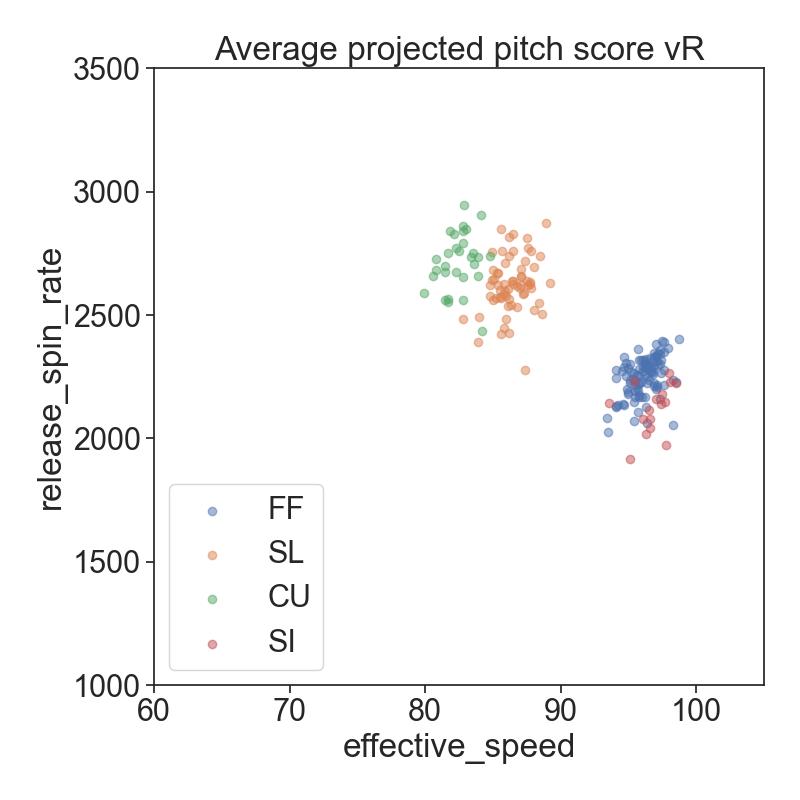 Average projected pitch score vR
3500
3000
2500
2000
1500
1000
release_spin_rate
FF
SL
CU
SI
60 70 80 90 100
effective_speed